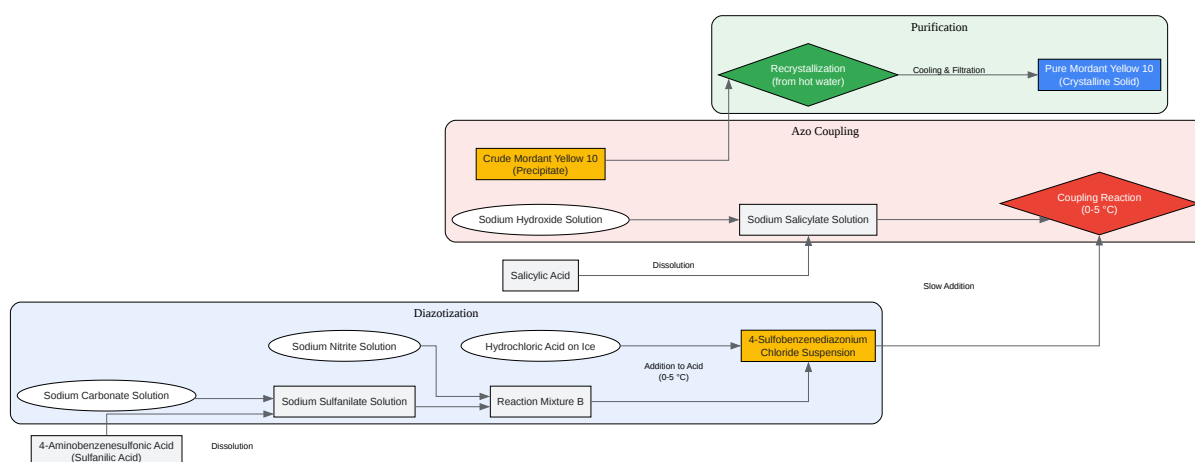 Purification
Recrystallization
(from hot water)
Cooling & Filtration
Pure Mordant Yellow 10
(Crystalline Solid)
Azo Coupling
Crude Mordant Yellow 10
(Precipitate)
Coupling Reaction
(0-5 °C)
Sodium Hydroxide Solution
Sodium Salicylate Solution
Salicylic Acid
Dissolution
Slow Addition
Diazotization
Sodium Nitrite Solution
Hydrochloric Acid on Ice
4-Sulfobenzenediazonium
Chloride Suspension
Addition to Acid
(0-5 °C)
Sodium Carbonate Solution
Sodium Sulfanilate Solution
Reaction Mixture B
4-Aminobenzenesulfonic Acid
(Sulfanilic Acid)
Dissolution